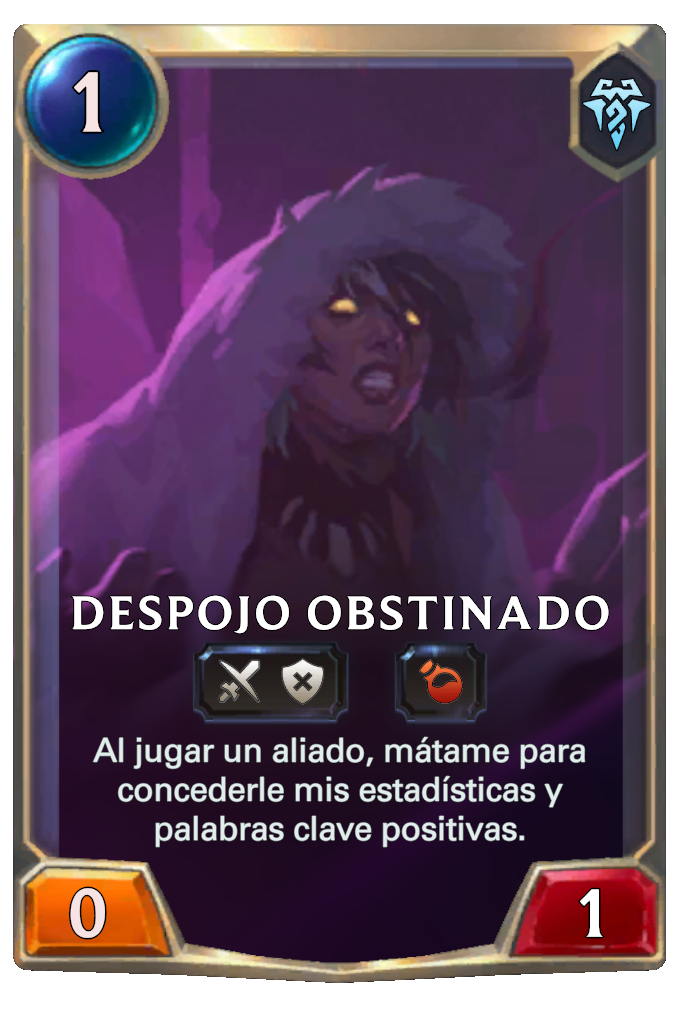 1
DESPOJO OBSTINADO
Al jugar un aliado, mátame para
concederle mis estadísticas y
palabras clave positivas.
0
1